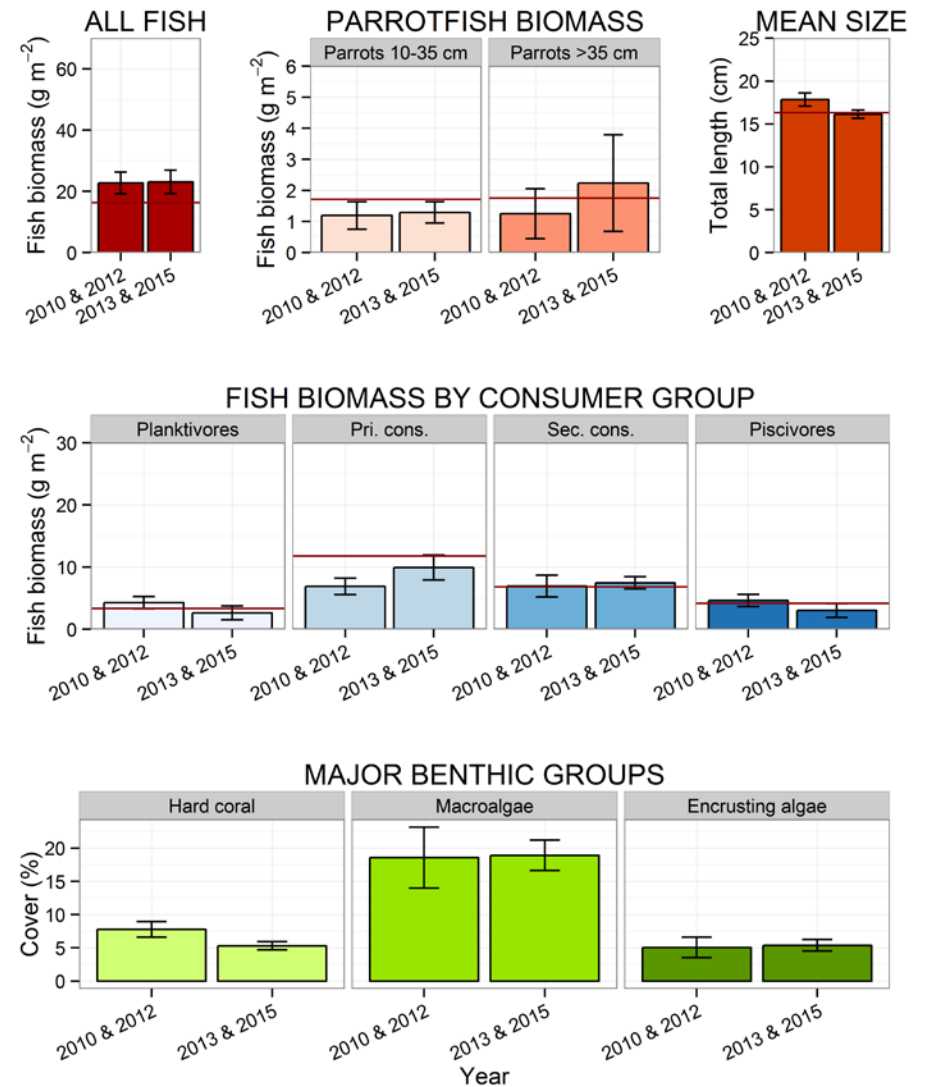 ALL FISH
Fish biomass (g m⁻²)
60
40
20
0
2010 & 2012
2013 & 2015
PARROTFISH BIOMASS
Parrots 10-35 cm
Parrots >35 cm
Fish biomass (g m⁻²)
6
5
4
3
2
1
0
2010 & 2012
2013 & 2015
2010 & 2012
2013 & 2015
MEAN SIZE
Total length (cm)
25
20
15
10
5
0
2010 & 2012
2013 & 2015
FISH BIOMASS BY CONSUMER GROUP
Planktivores
Pri. cons.
Sec. cons.
Piscivores
Fish biomass (g m⁻²)
30
20
10
0
2010 & 2012
2013 & 2015
2010 & 2012
2013 & 2015
2010 & 2012
2013 & 2015
2010 & 2012
2013 & 2015
MAJOR BENTHIC GROUPS
Hard coral
Macroalgae
Encrusting algae
Cover (%)
20
15
10
5
0
2010 & 2012
2013 & 2015
2010 & 2012
2013 & 2015
2010 & 2012
2013 & 2015
Year